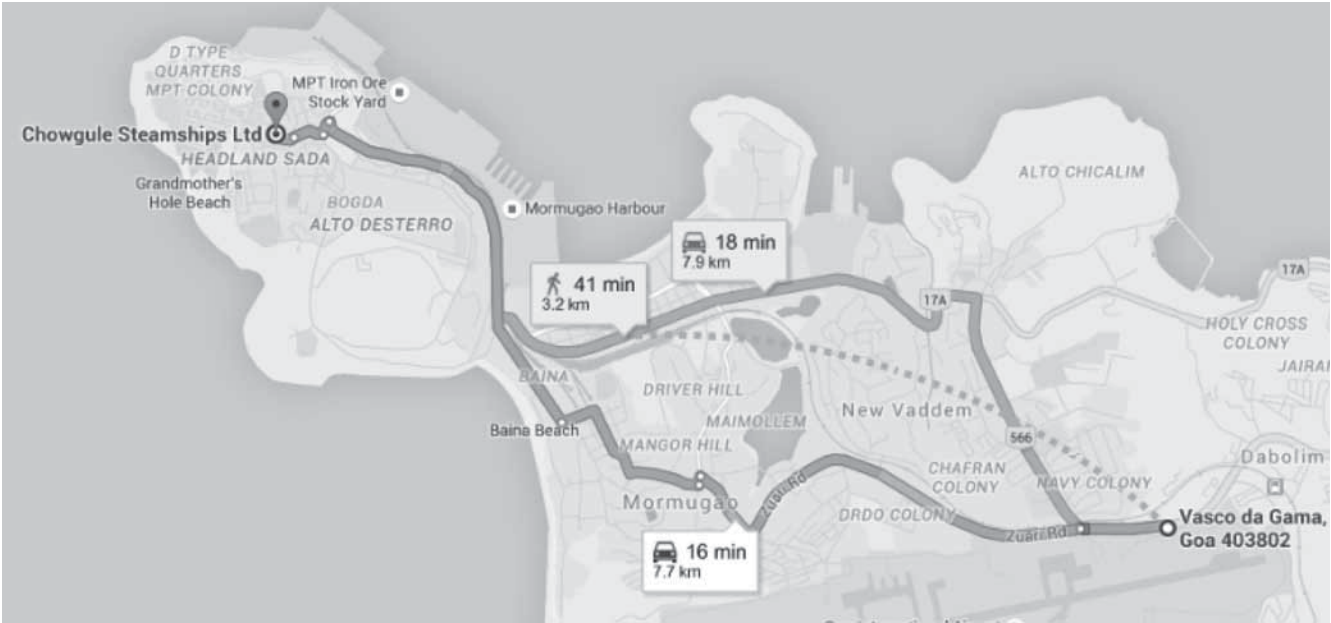 D TYPE
QUARTERS
MPT COLONY
MPT Iron Ore
Stock Yard
Chowgule Steamships Ltd
HEADLAND SADA
Grandmother's
Hole Beach
BOGDA
ALTO DESTERRO
Mormugao Harbour
ALTO CHICALIM
18 min
7.9 km
41 min
3.2 km
17A
17A
HOLY CROSS
COLONY
BAINA
DRIVER HILL
MAIMOLLEM
New Vaddem
Baina Beach
MANGOR HILL
566
Dabolim
CHAFRAN
COLONY
NAVY COLONY
Mormugao
Zuari Rd
DRDO COLONY
Zuari Rd
Vasco da Gama,
Goa 403802
16 min
7.7 km